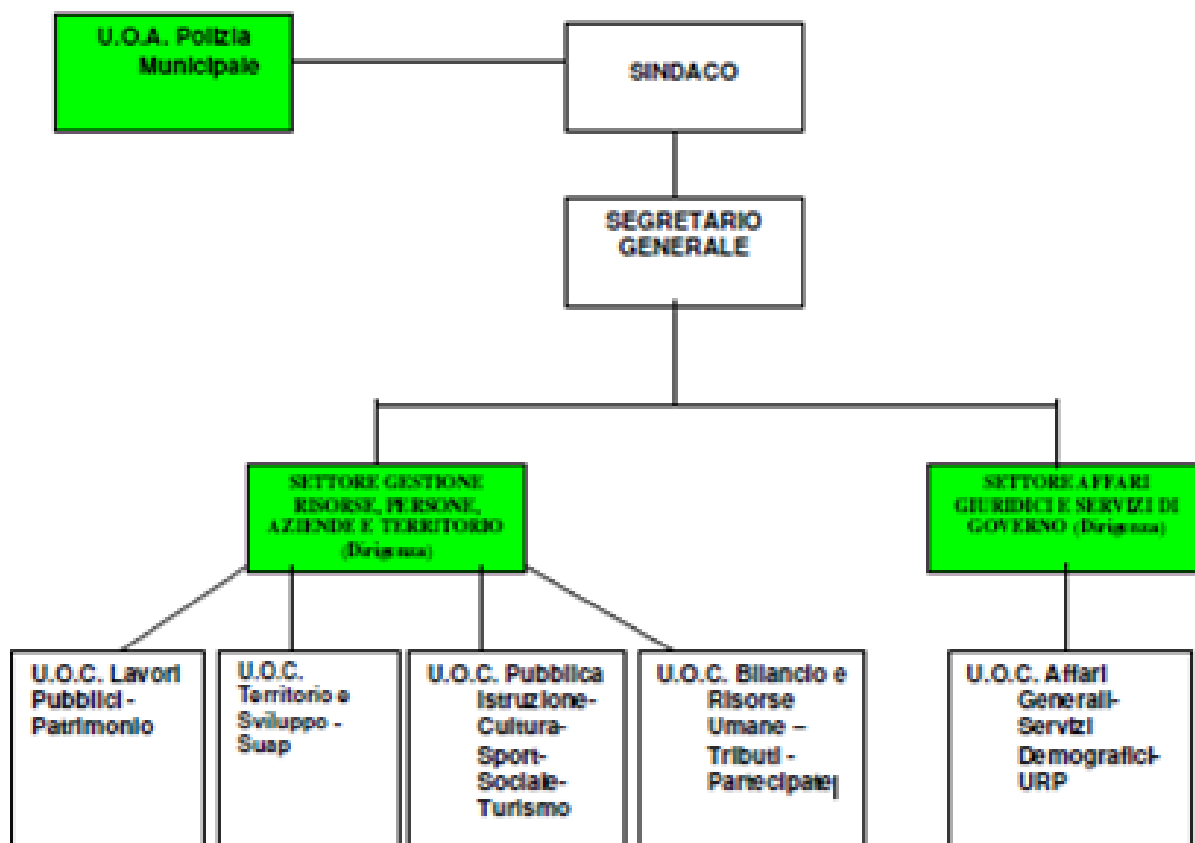 U.O.A. Polizia
Municipale
SINDACO
SEGRETARIO
GENERALE
SETTORE GESTIONE
RISORSE, PERSONE,
AZIENDE E TERRITORIO
(Dirigenza)
SETTORE AFFARI
GIURIDICI E SERVIZI DI
GOVERNO (Dirigenza)
U.O.C. Lavori
Pubblici -
Patrimonio
U.O.C.
Territorio e
Sviluppo -
Suap
U.O.C. Pubblica
Istruzione-
Cultura-
Sport-
Sociale-
Turismo
U.O.C. Bilancio e
Risorse
Umane –
Tributi -
Partecipate
U.O.C. Affari
Generali-
Servizi
Demografici-
URP